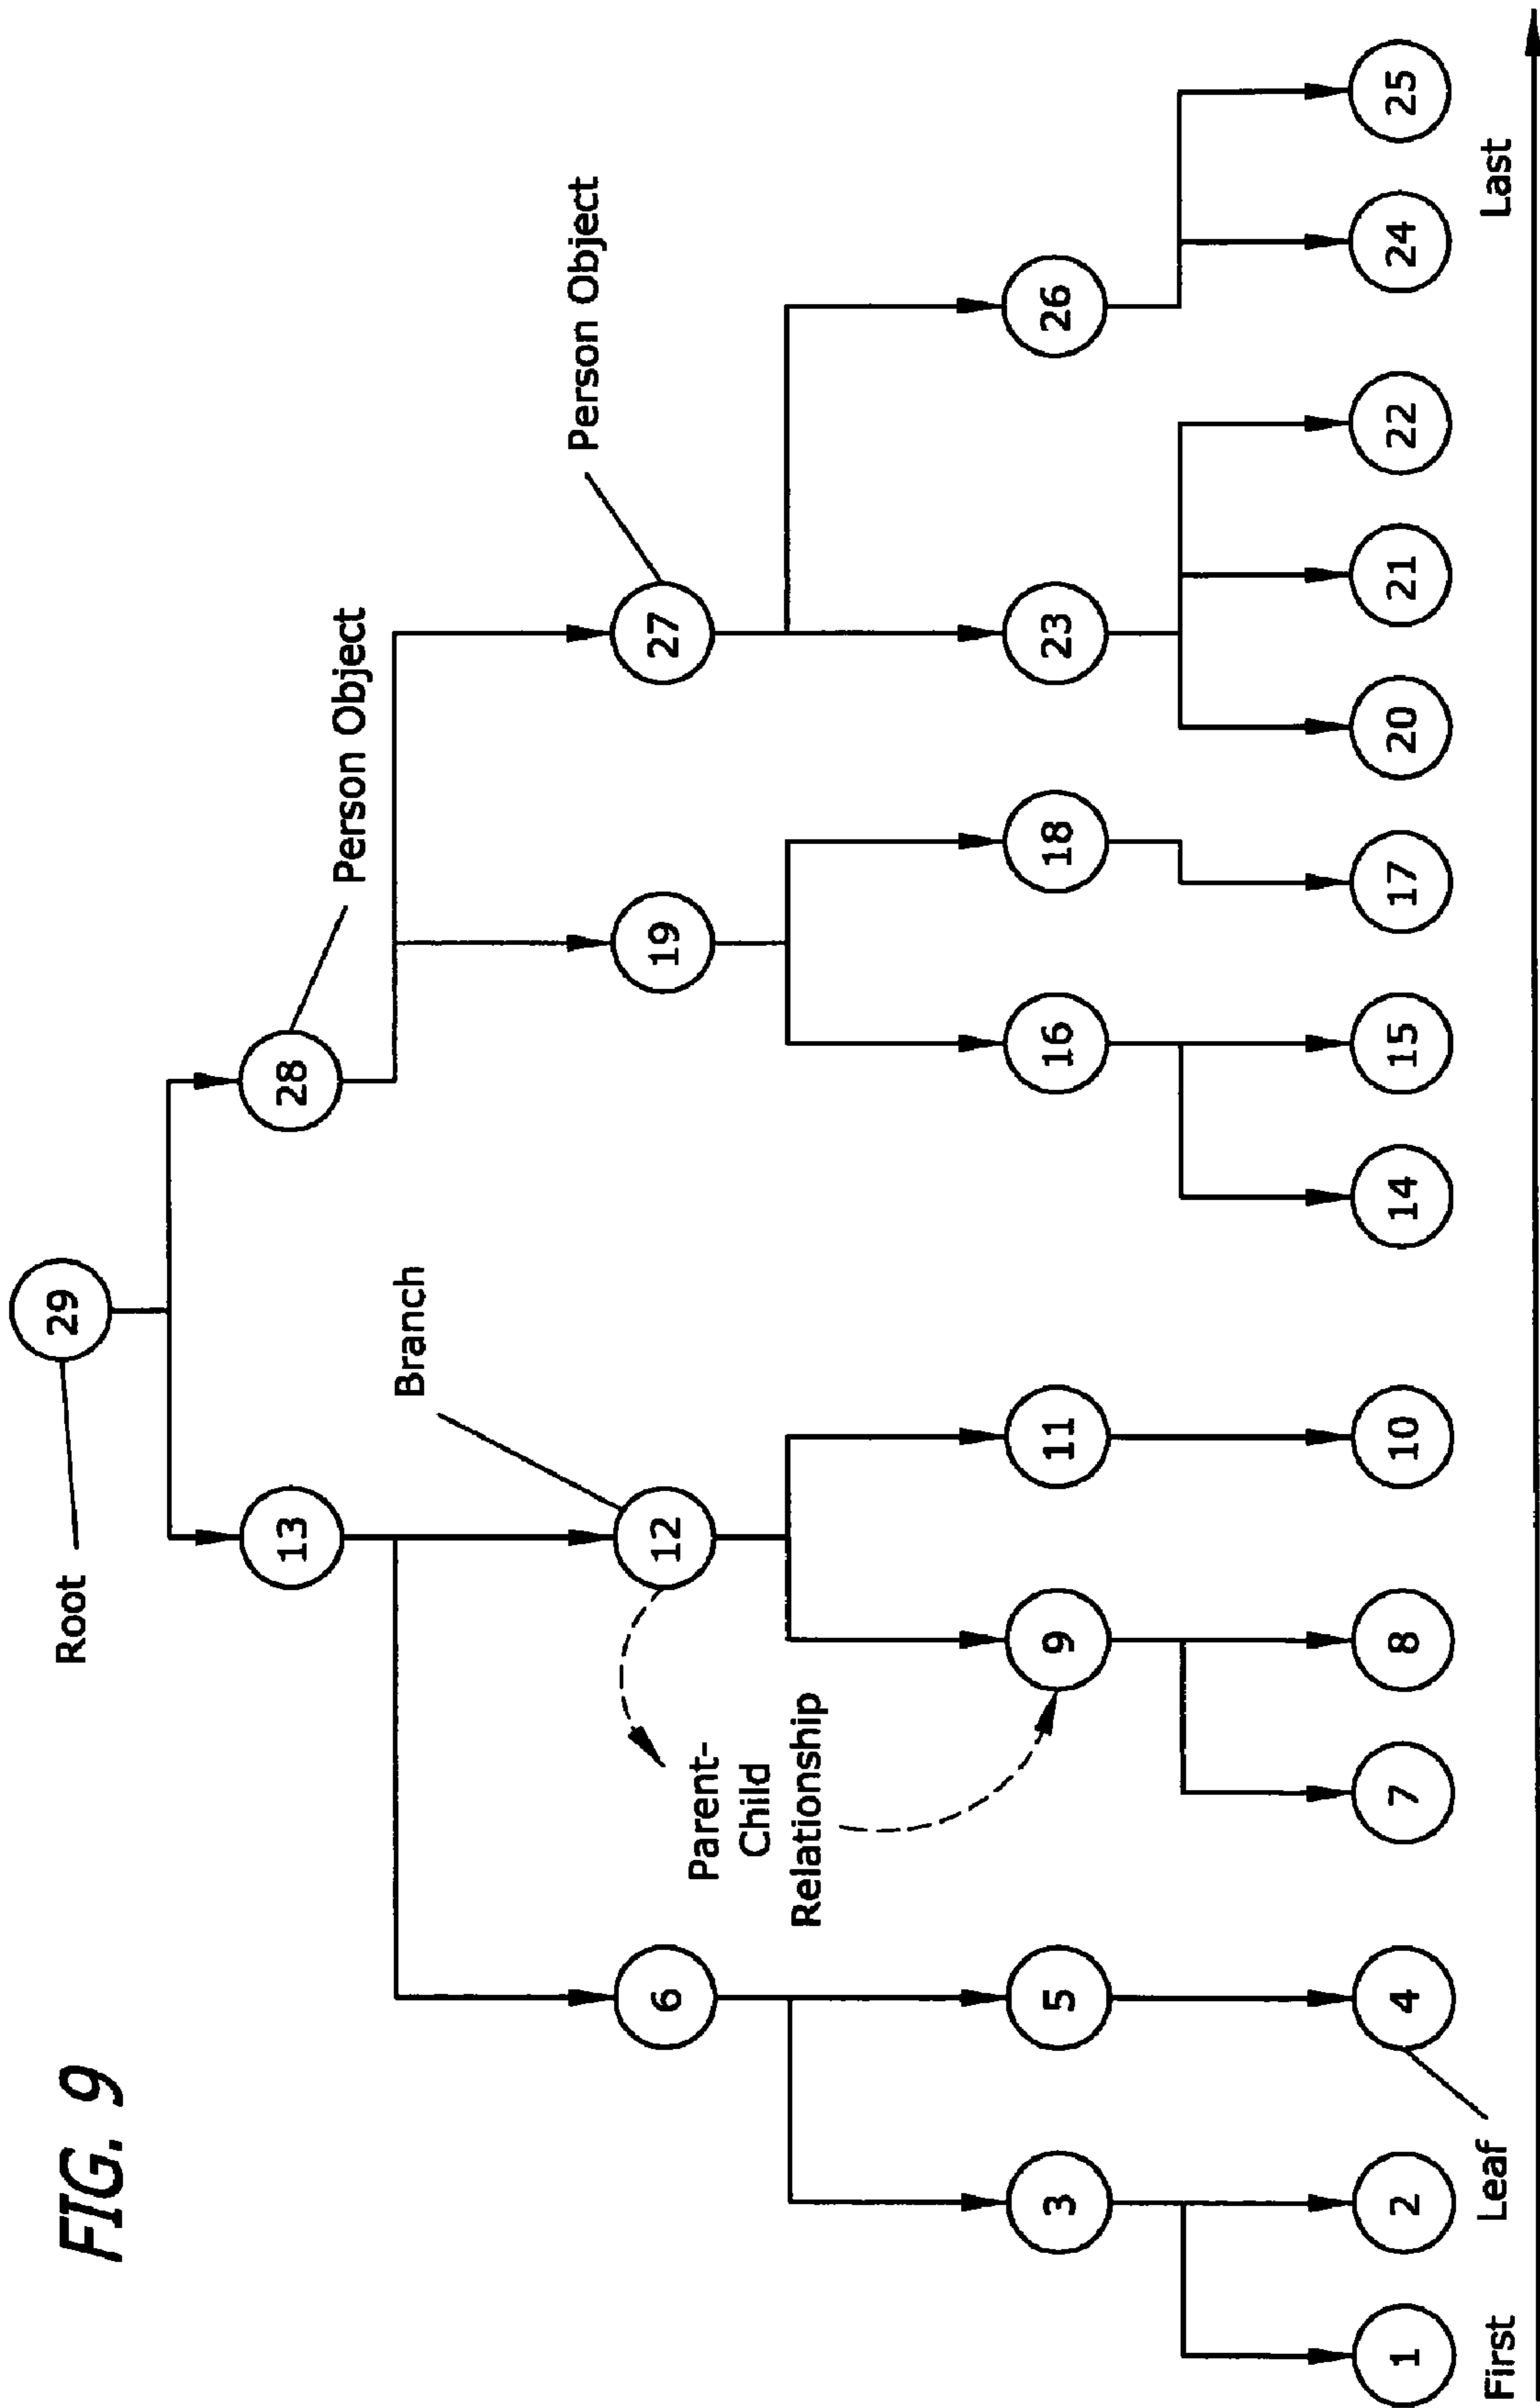 FIG. 9
Root
29
13
28
Person Object
Branch
Person Object
6
12
19
27
Parent-
Child
Relationship
3
5
9
11
16
18
23
26
1
2
4
7
8
10
14
15
17
20
21
22
24
25
First
Leaf
Last